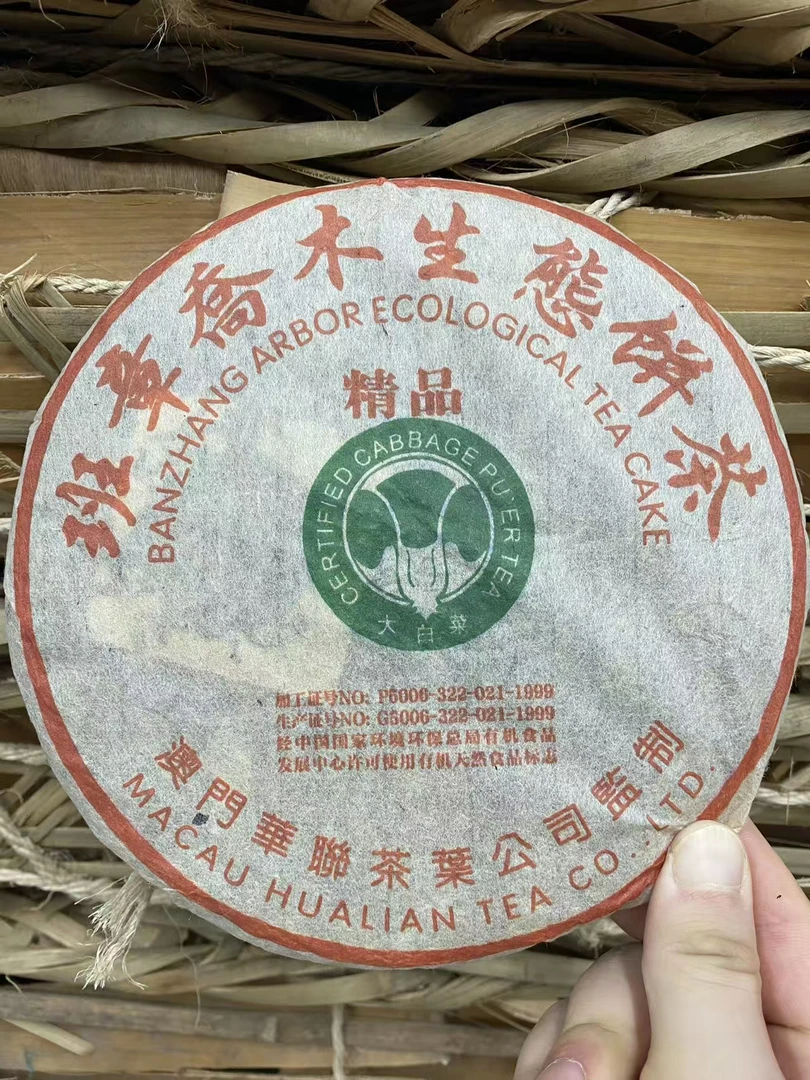 班章喬木生態餅茶
BANZHANG ARBOR ECOLOGICAL TEA CAKE
精品
CERTIFIED CABBAGE PU'ER TEA
大白菜
加工证号NO: P5006-322-021-1999
生产证号NO: G5006-322-021-1999
经中国国家环境环保总局有机食品
发展中心许可使用有机天然食品标志
澳門華聯茶葉公司監制
MACAU HUALIAN TEA CO.,LTD.